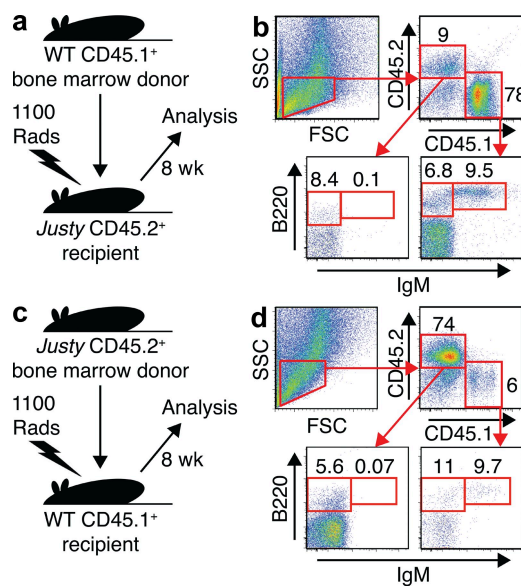 a
WT CD45.1+
bone marrow donor
1100
Rads
Analysis
8 wk
Justy CD45.2+
recipient
b
SSC
FSC
9
CD45.2
78
CD45.1
8.4 0.1
6.8 9.5
B220
IgM
c
Justy CD45.2+
bone marrow donor
1100
Rads
Analysis
8 wk
WT CD45.1+
recipient
d
SSC
FSC
74
CD45.2
6
CD45.1
5.6 0.07
11 9.7
B220
IgM